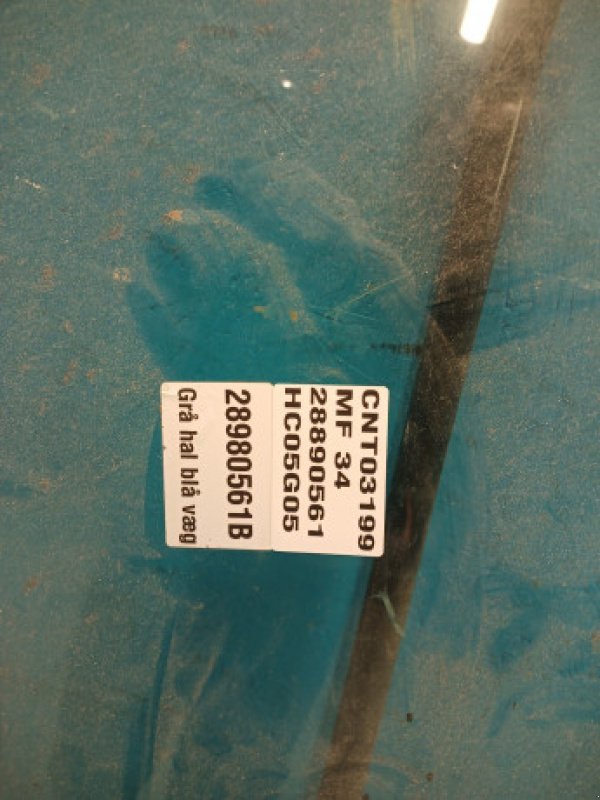 CNT03199
MF 34
28890561
HC05G05
28980561B
Grå hal blå væg